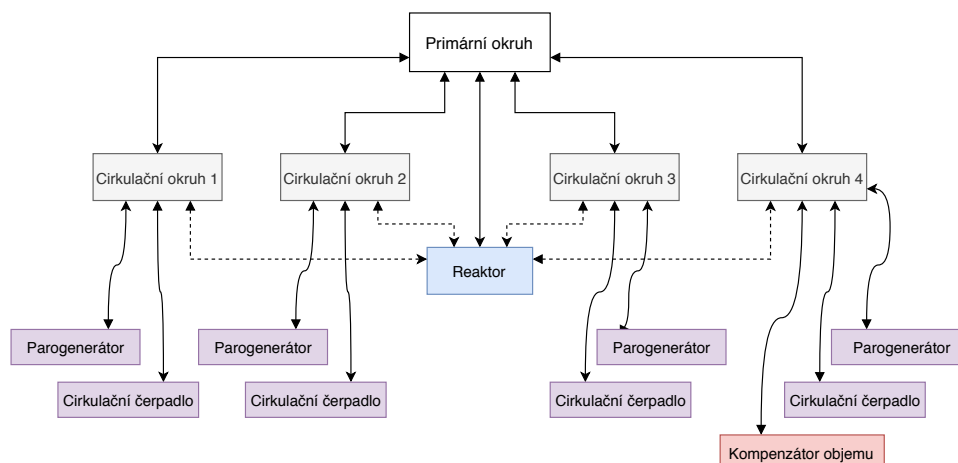 Primární okruh
Cirkulační okruh 1
Cirkulační okruh 2
Cirkulační okruh 3
Cirkulační okruh 4
Reaktor
Parogenerátor
Parogenerátor
Parogenerátor
Parogenerátor
Cirkulační čerpadlo
Cirkulační čerpadlo
Cirkulační čerpadlo
Cirkulační čerpadlo
Kompenzátor objemu